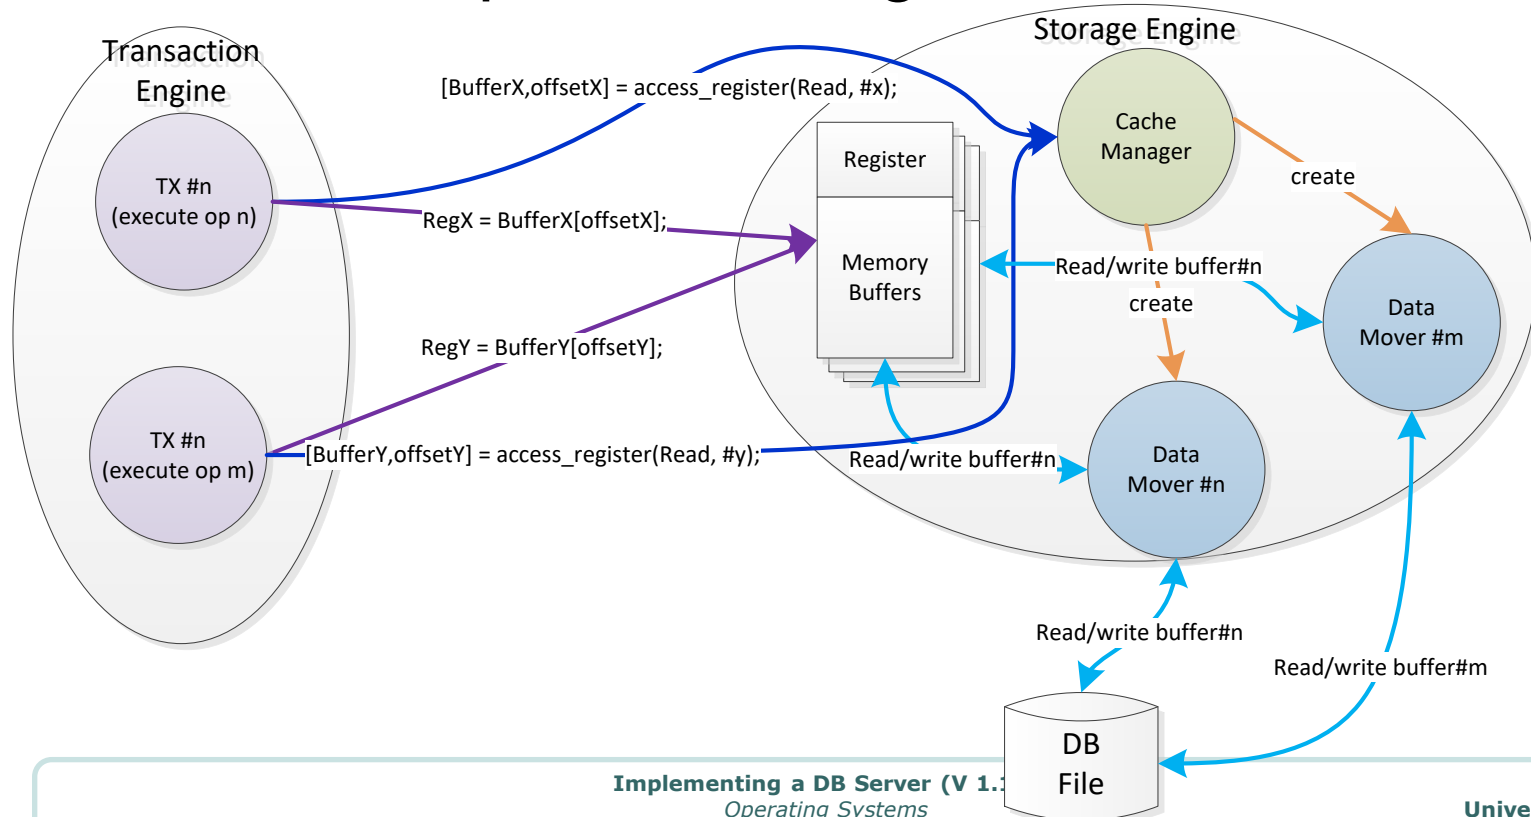 Transaction
Engine
TX #n
(execute op n)
TX #n
(execute op m)
[BufferX,offsetX] = access_register(Read, #x);
RegX = BufferX[offsetX];
RegY = BufferY[offsetY];
[BufferY,offsetY] = access_register(Read, #y);
Storage Engine
Register
Memory
Buffers
Cache
Manager
create
Read/write buffer#n
create
Data
Mover #m
Read/write buffer#n
Data
Mover #n
Read/write buffer#n
Read/write buffer#m
DB
File
Implementing a DB Server (V 1.
Operating Systems